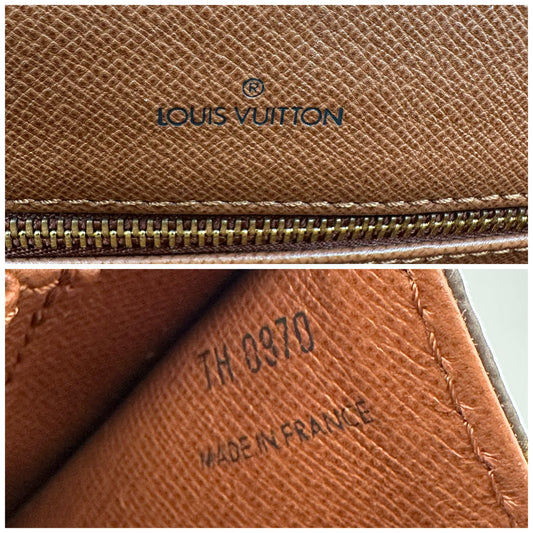 ®
LOUIS VUITTON
TH 0970
MADE IN FRANCE